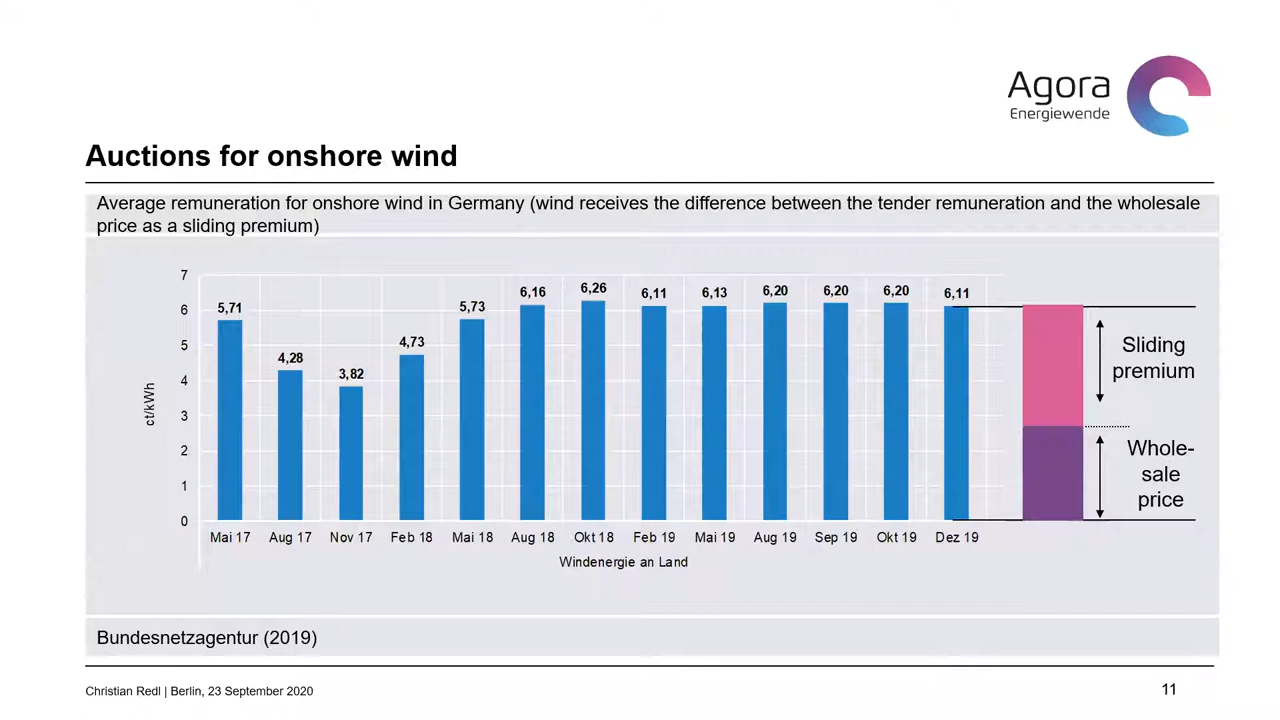 Agora
Energiewende
Auctions for onshore wind
Average remuneration for onshore wind in Germany (wind receives the difference between the tender remuneration and the wholesale
price as a sliding premium)
7
6
5
4
3
2
1
0
ct/kWh
5,71
4,28
3,82
4,73
5,73
6,16
6,26
6,11
6,13
6,20
6,20
6,20
6,11
Mai 17 Aug 17 Nov 17 Feb 18 Mai 18 Aug 18 Okt 18 Feb 19 Mai 19 Aug 19 Sep 19 Okt 19 Dez 19
Windenergie an Land
Sliding
premium
Whole-
sale
price
Bundesnetzagentur (2019)
Christian Redl | Berlin, 23 September 2020
11